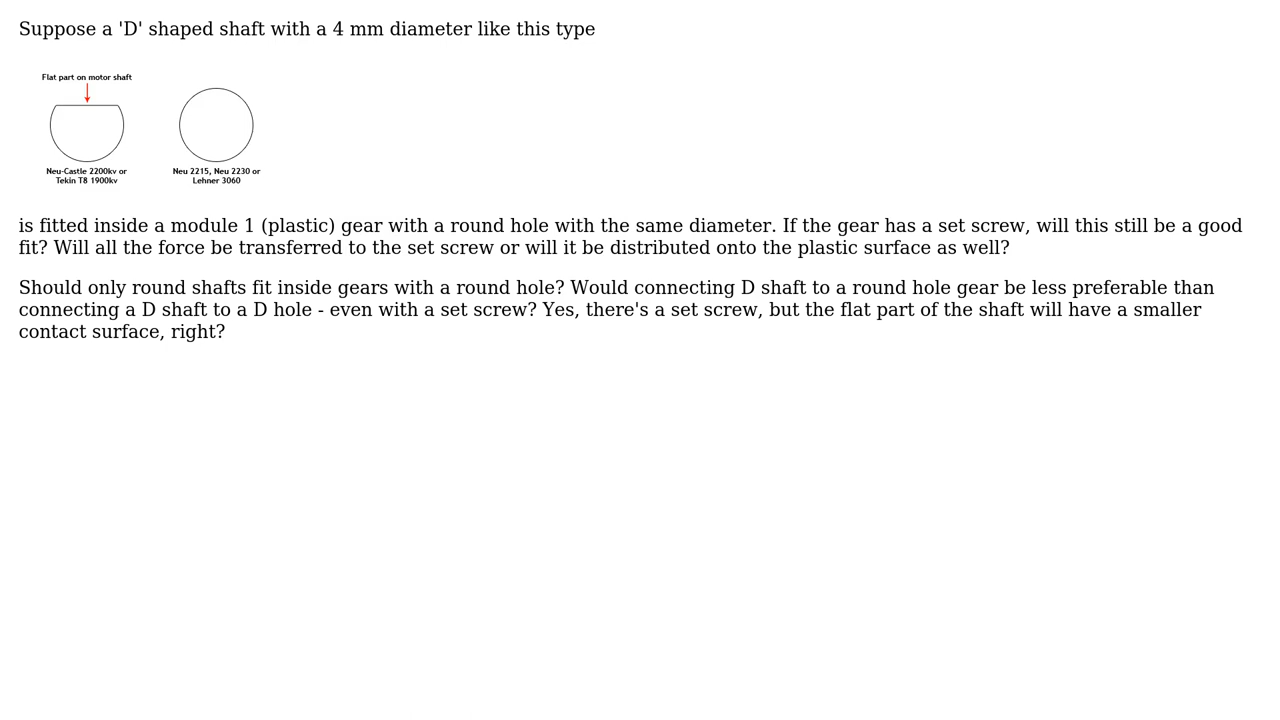 Suppose a 'D' shaped shaft with a 4 mm diameter like this type
Flat part on motor shaft
Neu-Castle 2200kv or
Tekin T8 1900kv
Neu 2215, Neu 2230 or
Lehner 3060
is fitted inside a module 1 (plastic) gear with a round hole with the same diameter. If the gear has a set screw, will this still be a good
fit? Will all the force be transferred to the set screw or will it be distributed onto the plastic surface as well?
Should only round shafts fit inside gears with a round hole? Would connecting D shaft to a round hole gear be less preferable than
connecting a D shaft to a D hole - even with a set screw? Yes, there's a set screw, but the flat part of the shaft will have a smaller
contact surface, right?